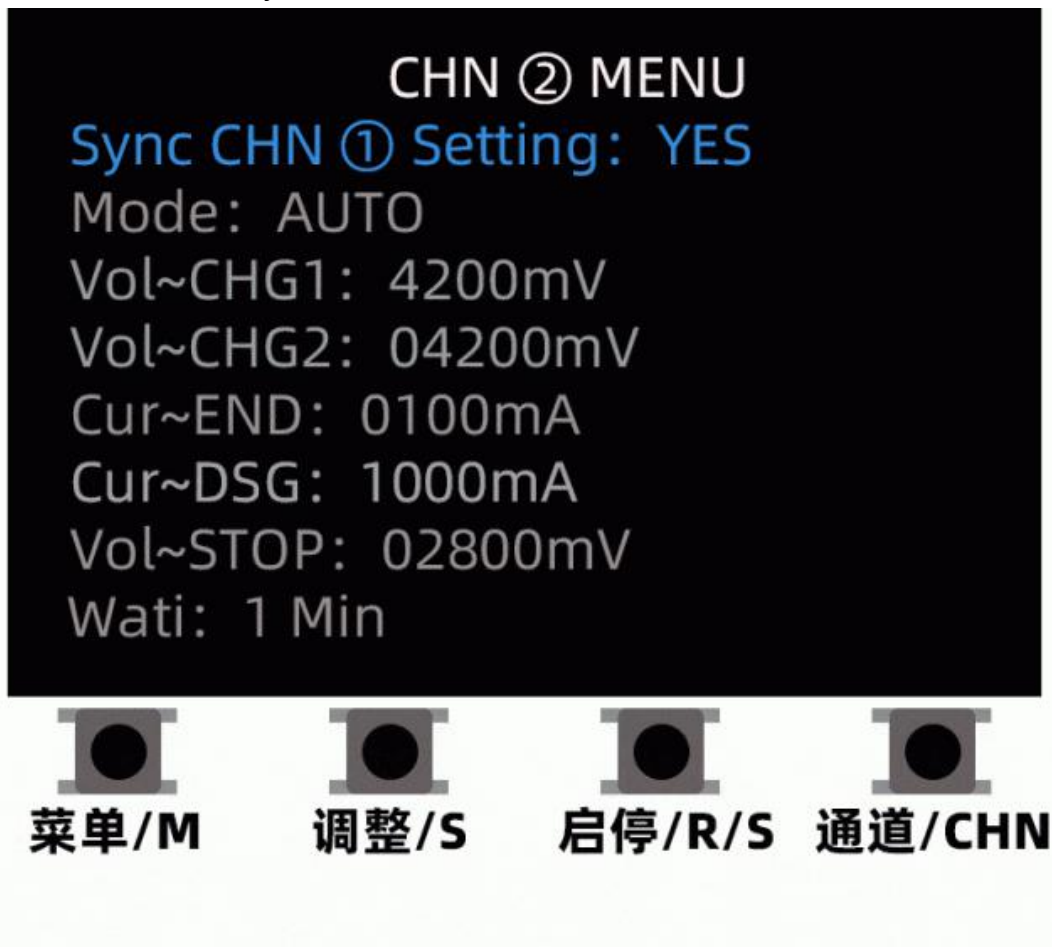 CHN ② MENU
Sync CHN ① Setting: YES
Mode: AUTO
Vol~CHG1: 4200mV
Vol~CHG2: 04200mV
Cur~END: 0100mA
Cur~DSG: 1000mA
Vol~STOP: 02800mV
Wati: 1 Min
菜单/M 调整/S 启停/R/S 通道/CHN